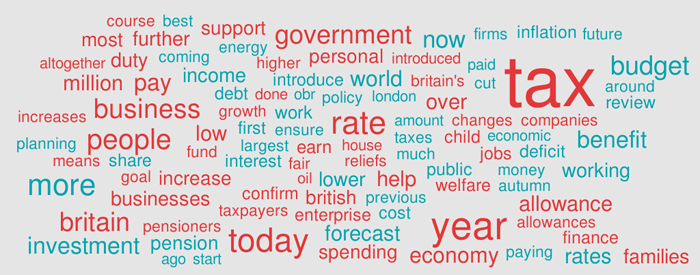 course best
most further support government now firms inflation future
altogether duty coming energy higher personal introduced paid tax budget
million pay income introduce world britain's cut around
debt done obr policy london over review
increases business growth work rate amount changes companies
planning people low first ensure taxes child economic benefit
fund largest earn house
means share interest fair reliefs much jobs deficit
more goal increase oil lower help public money working
businesses confirm british previous welfare autumn
britain pensioners taxpayers enterprise cost year allowance
allowances
investment pension today forecast finance
ago start spending economy paying rates families